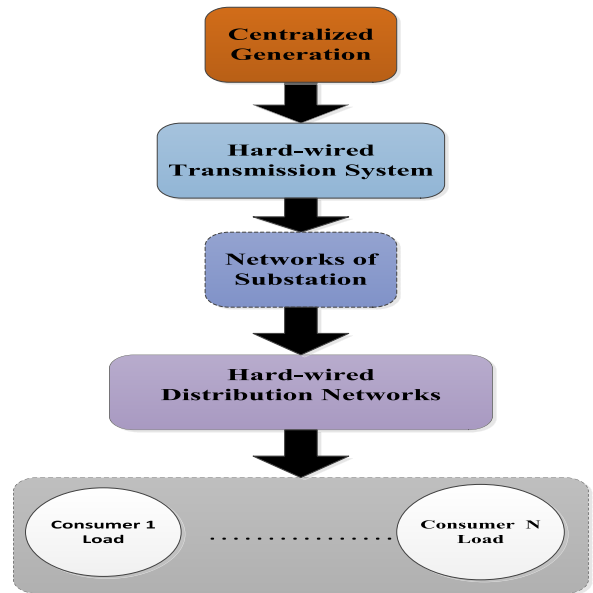 Centralized
Generation
Hard-wired
Transmission System
Networks of
Substation
Hard-wired
Distribution Networks
Consumer 1
Load
................
Consumer N
Load